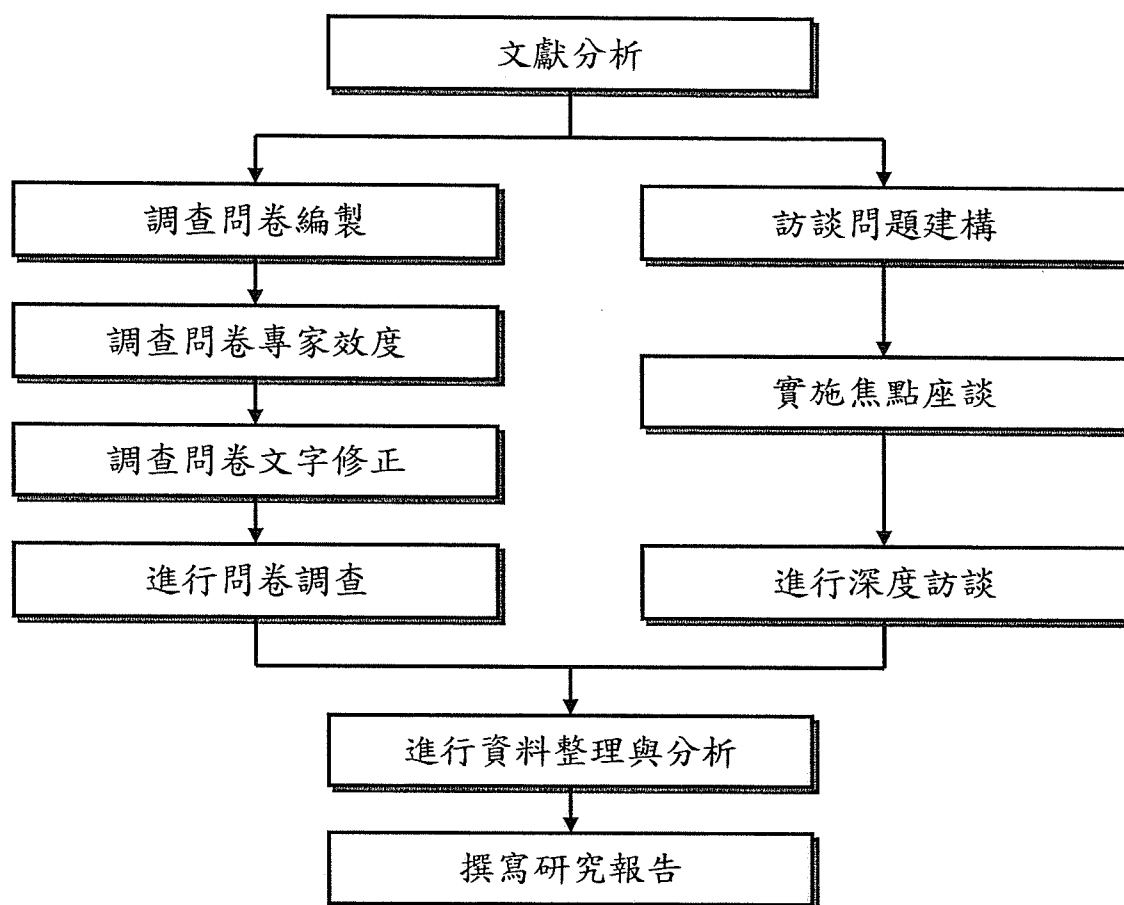 文獻分析
調查問卷編製
調查問卷專家效度
調查問卷文字修正
進行問卷調查
訪談問題建構
實施焦點座談
進行深度訪談
進行資料整理與分析
撰寫研究報告